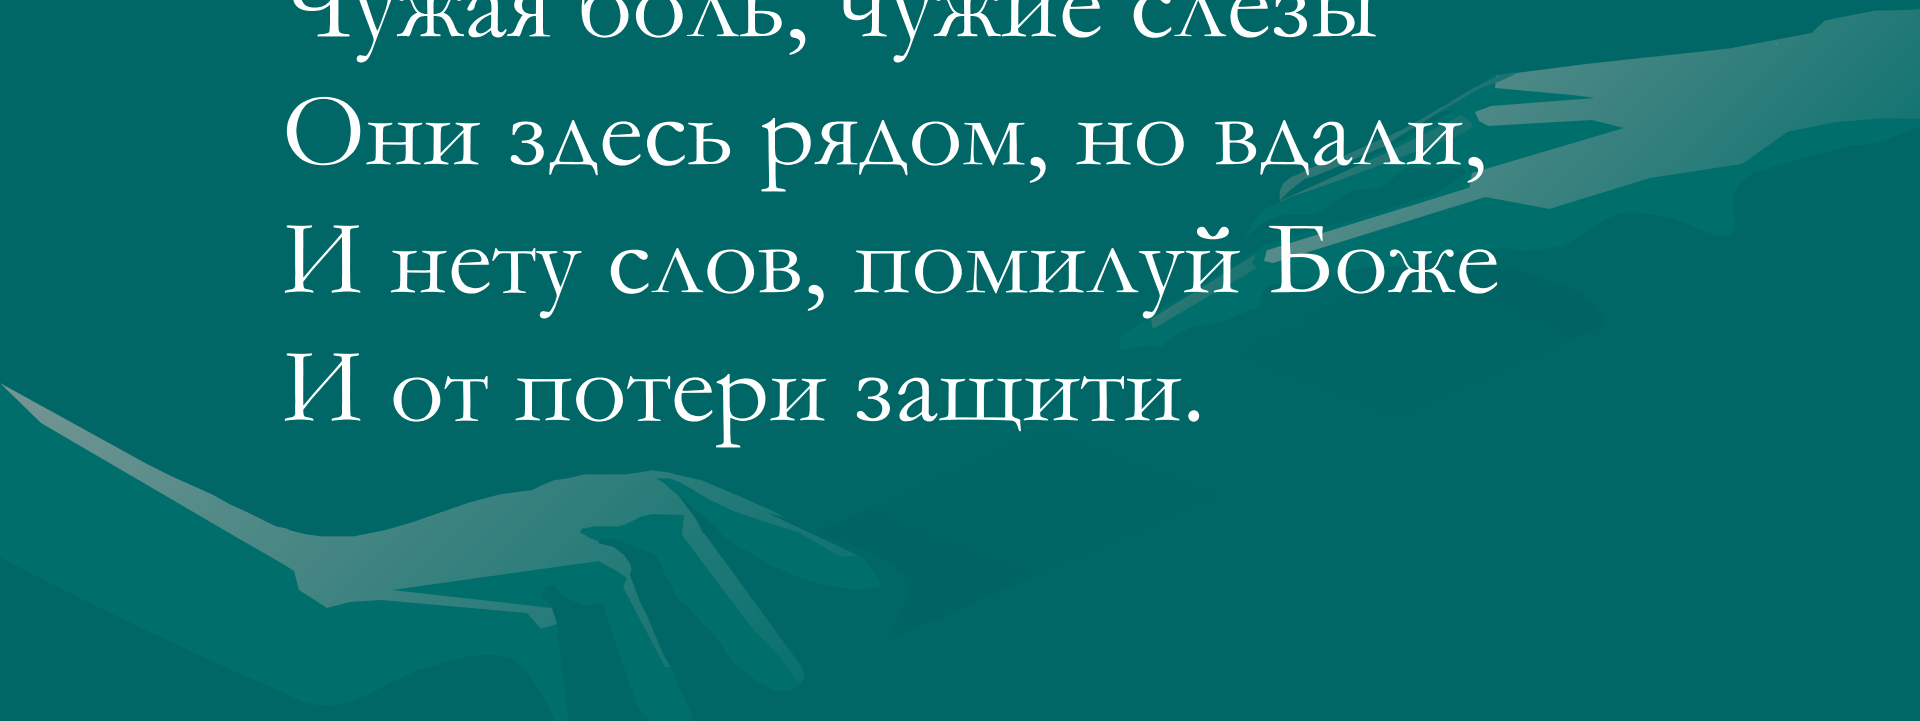 Чужая боль, чужие слезы
Они здесь рядом, но вдали,
И нету слов, помилуй Боже
И от потери защити.